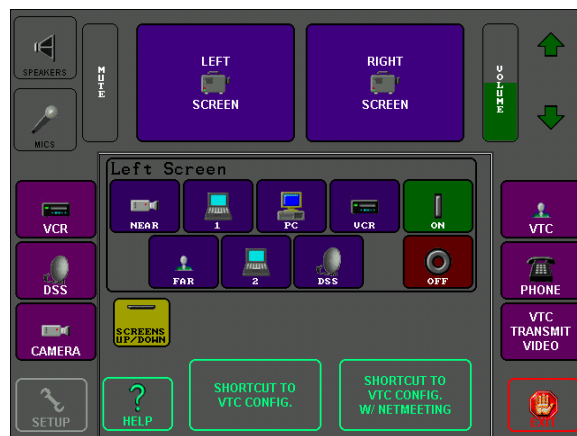 SPEAKERS
MUTE
LEFT
SCREEN
RIGHT
SCREEN
VOLUME
MICS
Left Screen
NEAR
1
PC
VCR
ON
FAR
2
DSS
OFF
VCR
DSS
CAMERA
VTC
PHONE
VTC
TRANSMIT
VIDEO
SCREENS
UP/DOWN
SETUP
?
HELP
SHORTCUT TO
VTC CONFIG.
SHORTCUT TO
VTC CONFIG.
W/ NETMEETING
EXIT